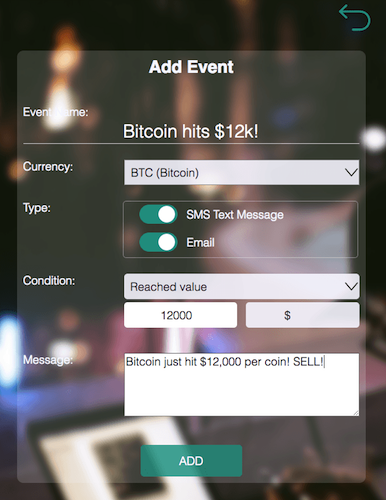 Add Event
Event Name:
Bitcoin hits $12k!
Currency:
BTC (Bitcoin)
Type:
SMS Text Message
Email
Condition:
Reached value
12000
$
Message:
Bitcoin just hit $12,000 per coin! SELL!
ADD